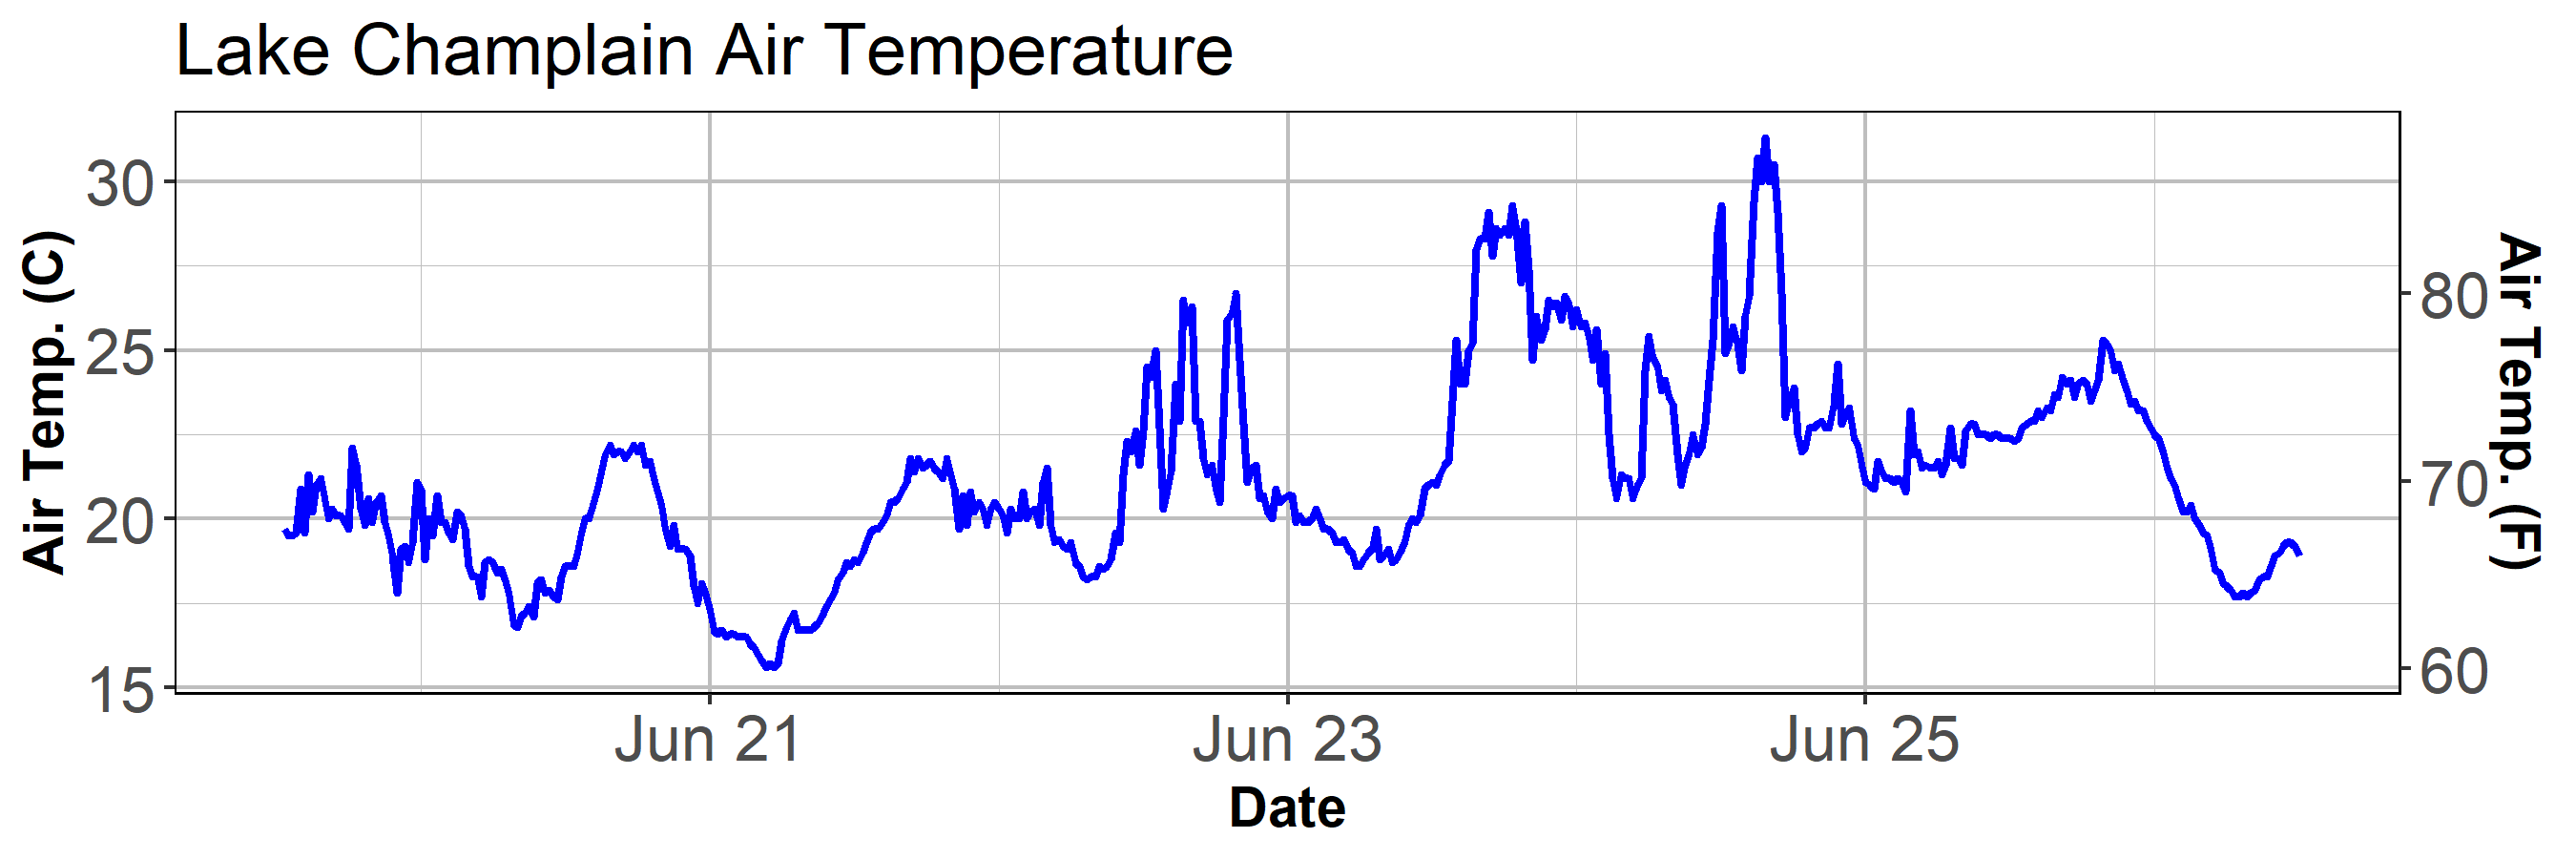 Lake Champlain Air Temperature
Air Temp. (C)
30
25
20
15
Air Temp. (F)
80
70
60
Jun 21
Jun 23
Jun 25
Date